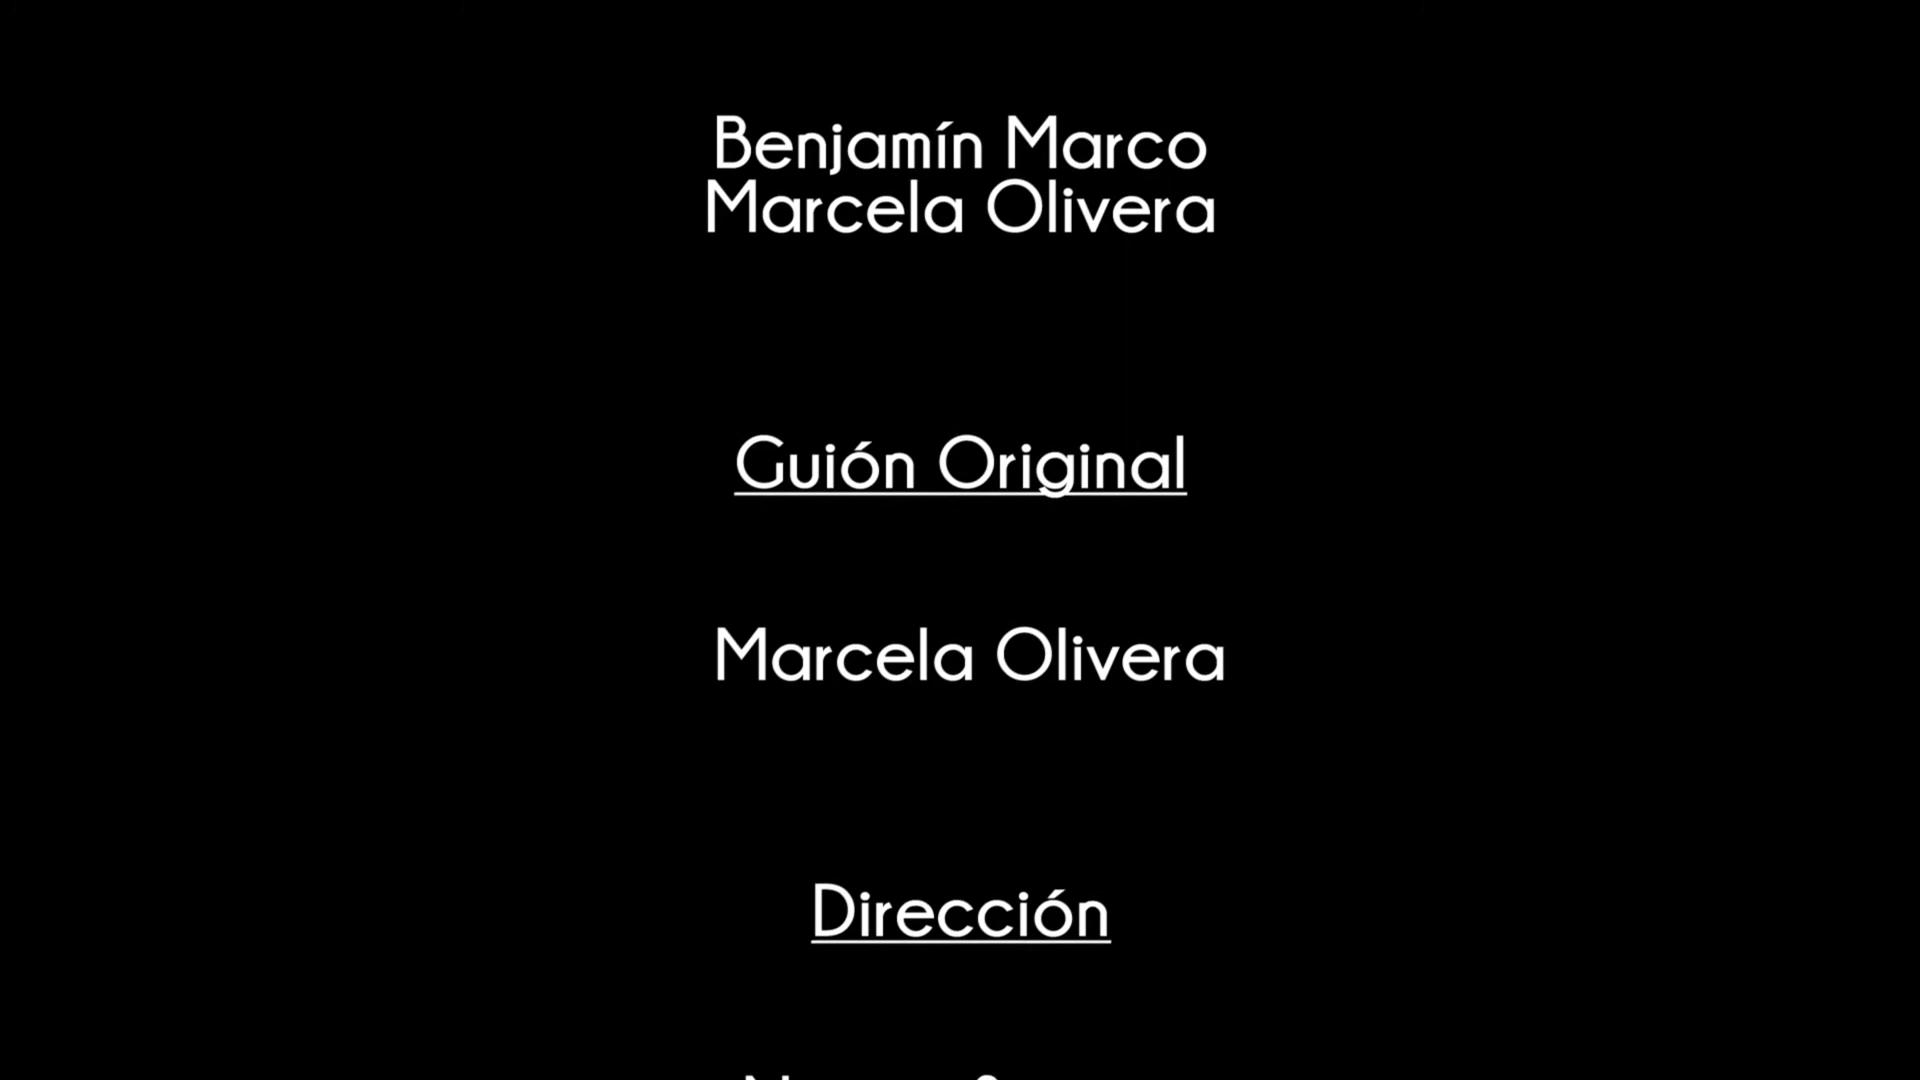 Benjamín Marco
Marcela Olivera
Guión Original
Marcela Olivera
Dirección